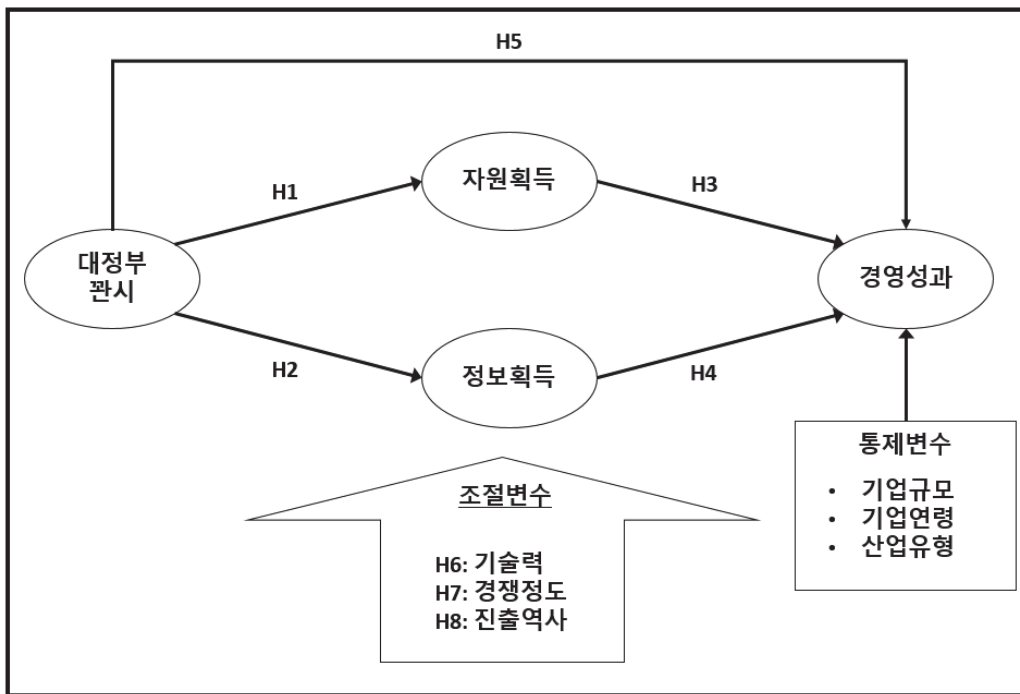 H5
자원획득
H1
H3
대정부
꽌시
경영성과
H2
정보획득
H4
통제변수
• 기업규모
• 기업연령
• 산업유형
조절변수
H6: 기술력
H7: 경쟁정도
H8: 진출역사